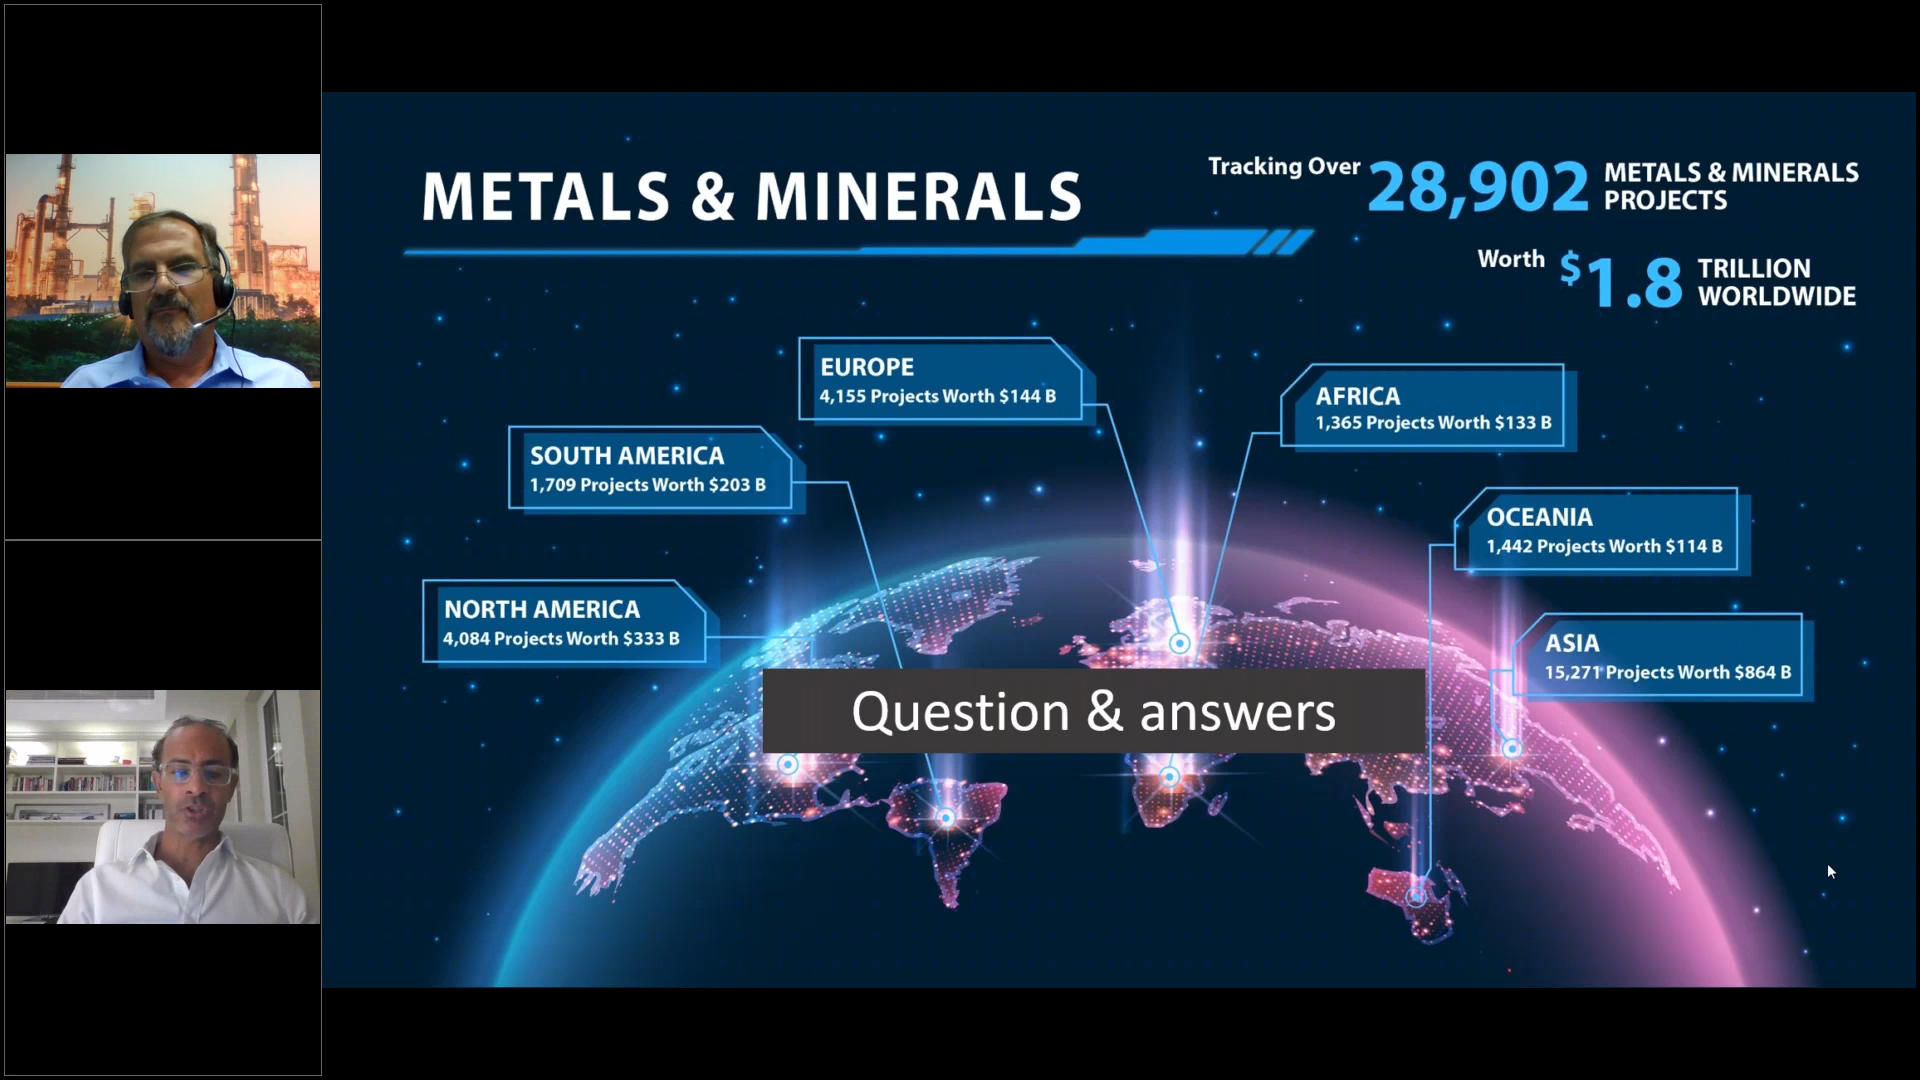 METALS & MINERALS
Tracking Over 28,902 METALS & MINERALS
PROJECTS
Worth $1.8 TRILLION
WORLDWIDE
EUROPE
4,155 Projects Worth $144 B
AFRICA
1,365 Projects Worth $133 B
SOUTH AMERICA
1,709 Projects Worth $203 B
OCEANIA
1,442 Projects Worth $114 B
NORTH AMERICA
4,084 Projects Worth $333 B
ASIA
15,271 Projects Worth $864 B
Question & answers